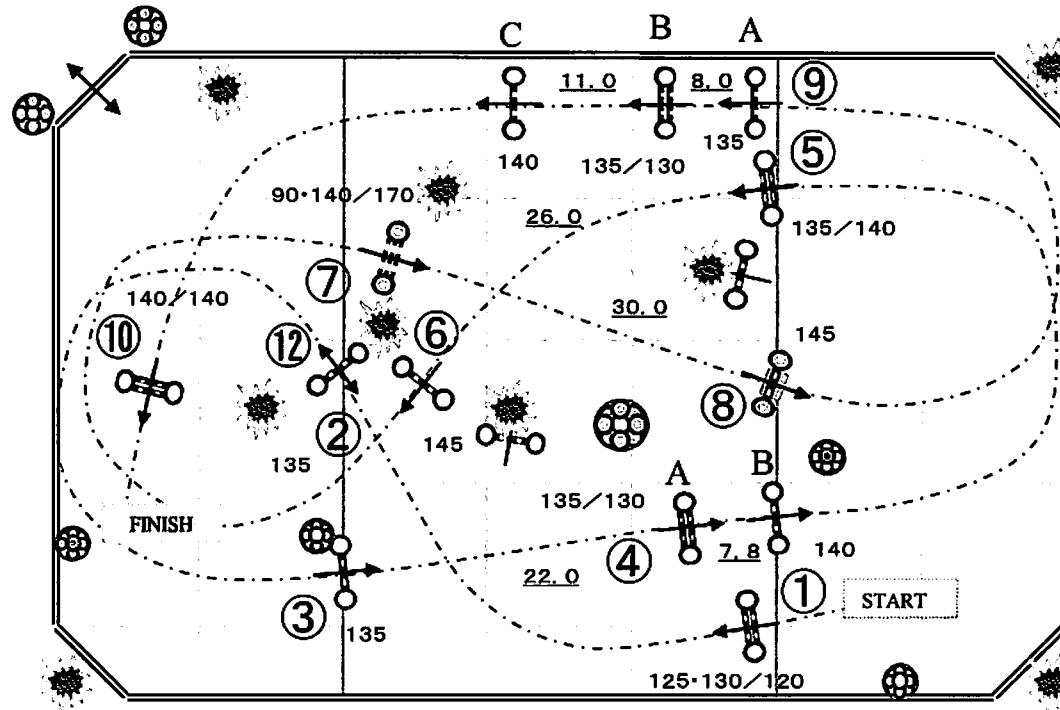 C B A
11.0 8.0 ⑨
140 135/130 135 ⑤
90・140/170
26.0 135/140
⑦
140/140 30.0
⑩ ⑫ ⑥ 145
⑧
② 145
135
A B
135/130
FINISH
④ 7.8 140
22.0
① START
③ 135
125・130/120